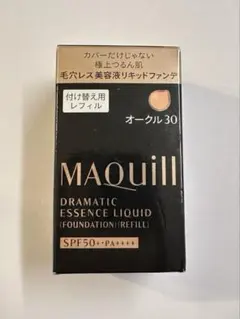 カバーだけじゃない
極上つるん肌
毛穴レス美容液リキッドファンデ
付け替え用
レフィル
オークル30
MAQuill
DRAMATIC
ESSENCE LIQUID
(FOUNDATION)(REFILL)
SPF50+・PA++++